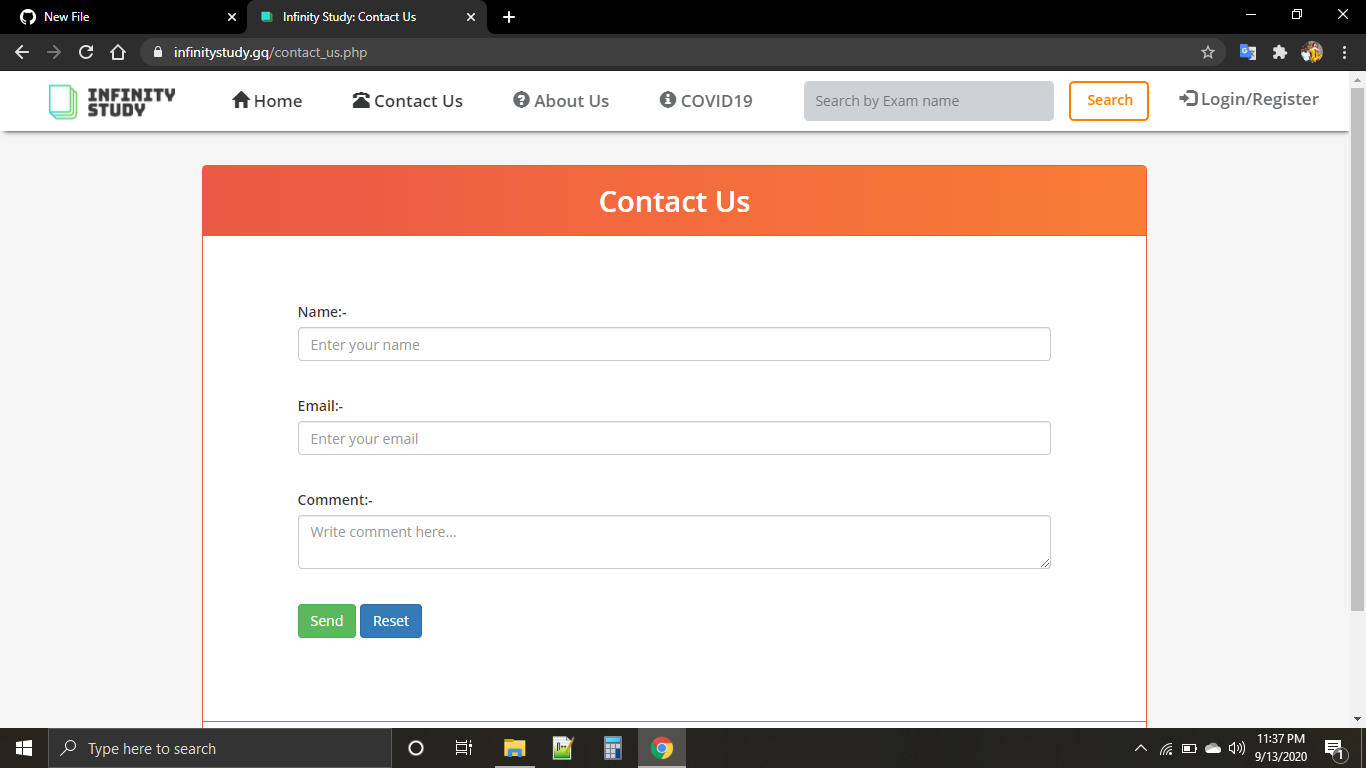 New File
Infinity Study: Contact Us
infinitystudy.gq/contact_us.php
INFINITY
STUDY
Home
Contact Us
About Us
COVID19
Search by Exam name
Search
Login/Register
Contact Us
Name:-
Enter your name
Email:-
Enter your email
Comment:-
Write comment here...
Send
Reset
Type here to search
11:37 PM
9/13/2020
1